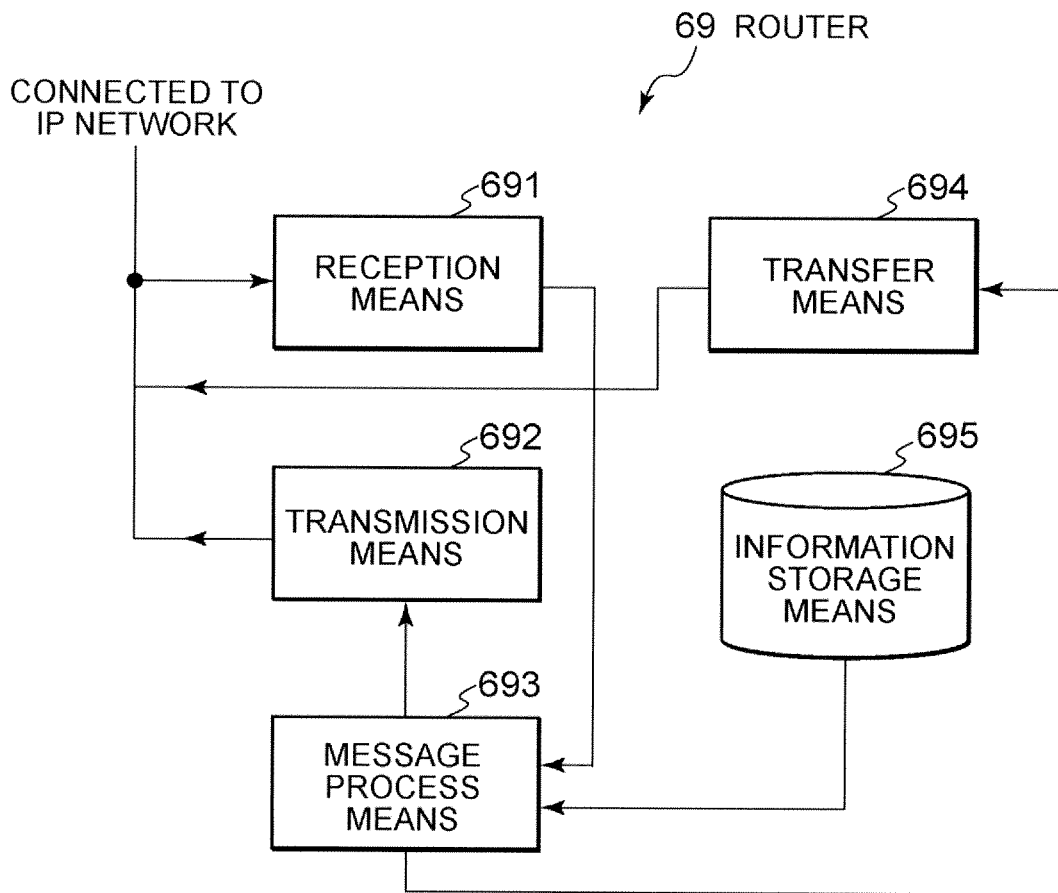 69 ROUTER
CONNECTED TO
IP NETWORK
691
RECEPTION
MEANS
694
TRANSFER
MEANS
692
TRANSMISSION
MEANS
695
INFORMATION
STORAGE
MEANS
693
MESSAGE
PROCESS
MEANS